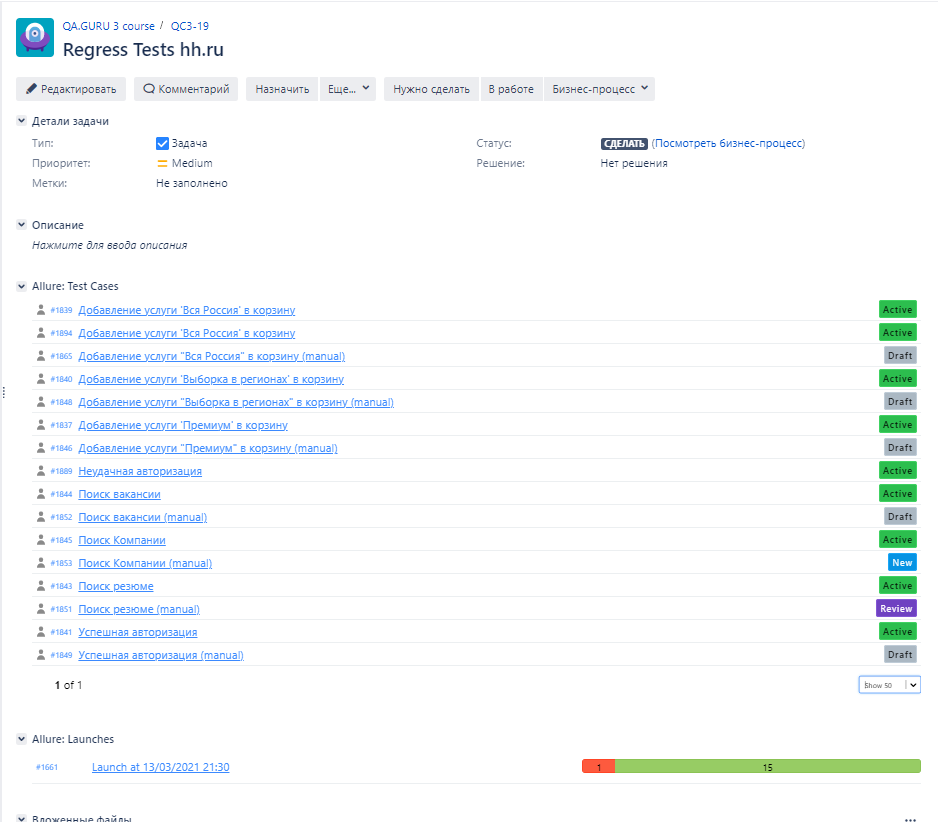 QA.GURU 3 course / QC3-19
Regress Tests hh.ru
Редактировать Комментарий Назначить Еще... Нужно сделать В работе Бизнес-процесс
Детали задачи
Тип: Задача Статус: СДЕЛАТЬ (Посмотреть бизнес-процесс)
Приоритет: Medium Решение: Нет решения
Метки: Не заполнено
Описание
Нажмите для ввода описания
Allure: Test Cases
#1839 Добавление услуги 'Вся Россия' в корзину Active
#1894 Добавление услуги 'Вся Россия' в корзину Active
#1865 Добавление услуги "Вся Россия" в корзину (manual) Draft
#1840 Добавление услуги 'Выборка в регионах' в корзину Active
#1848 Добавление услуги "Выборка в регионах" в корзину (manual) Draft
#1837 Добавление услуги 'Премиум' в корзину Active
#1846 Добавление услуги "Премиум" в корзину (manual) Draft
#1889 Неудачная авторизация Active
#1844 Поиск вакансии Active
#1852 Поиск вакансии (manual) Draft
#1845 Поиск Компании Active
#1853 Поиск Компании (manual) New
#1843 Поиск резюме Active
#1851 Поиск резюме (manual) Review
#1841 Успешная авторизация Active
#1849 Успешная авторизация (manual) Draft
1 of 1 Show 50
Allure: Launches
#1661 Launch at 13/03/2021 21:30 1 15
Вложенные файлы ...